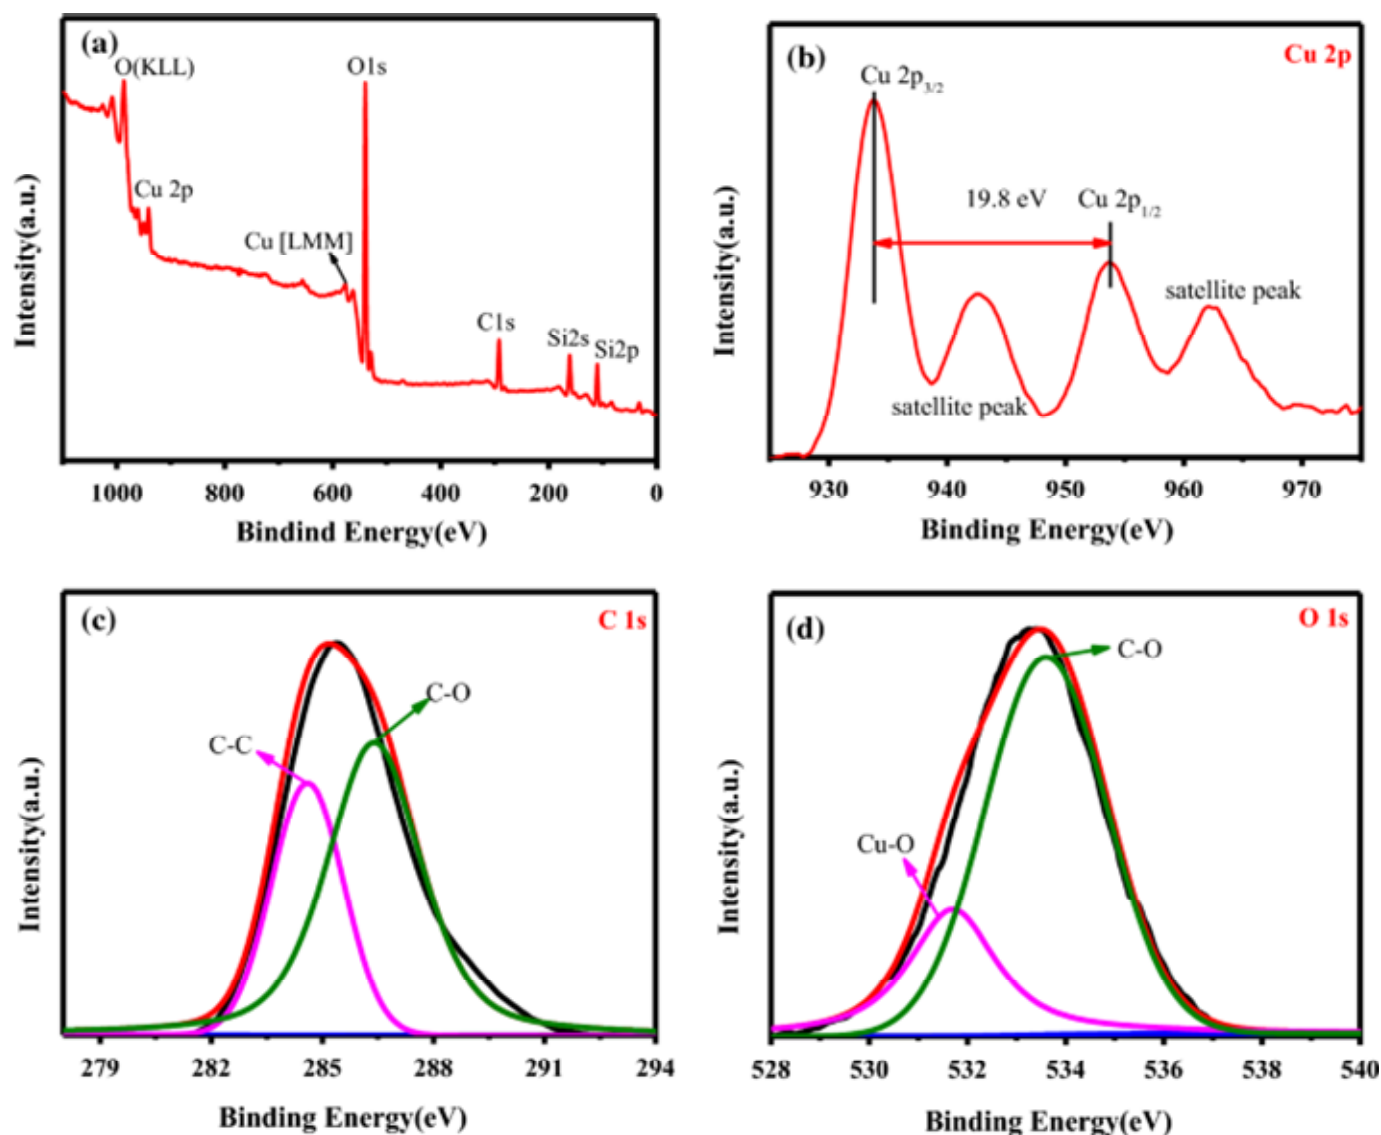 (a)
O(KLL)
O1s
Cu 2p
Cu [LMM]
C1s
Si2s
Si2p
Intensity(a.u.)
1000 800 600 400 200 0
Bindind Energy(eV)
(b)
Cu 2p
Cu 2p3/2
19.8 eV
Cu 2p1/2
satellite peak
satellite peak
Intensity(a.u.)
930 940 950 960 970
Binding Energy(eV)
(c)
C 1s
C-O
C-C
Intensity(a.u.)
279 282 285 288 291 294
Binding Energy(eV)
(d)
O 1s
C-O
Cu-O
Intensity(a.u.)
528 530 532 534 536 538 540
Binding Energy(eV)